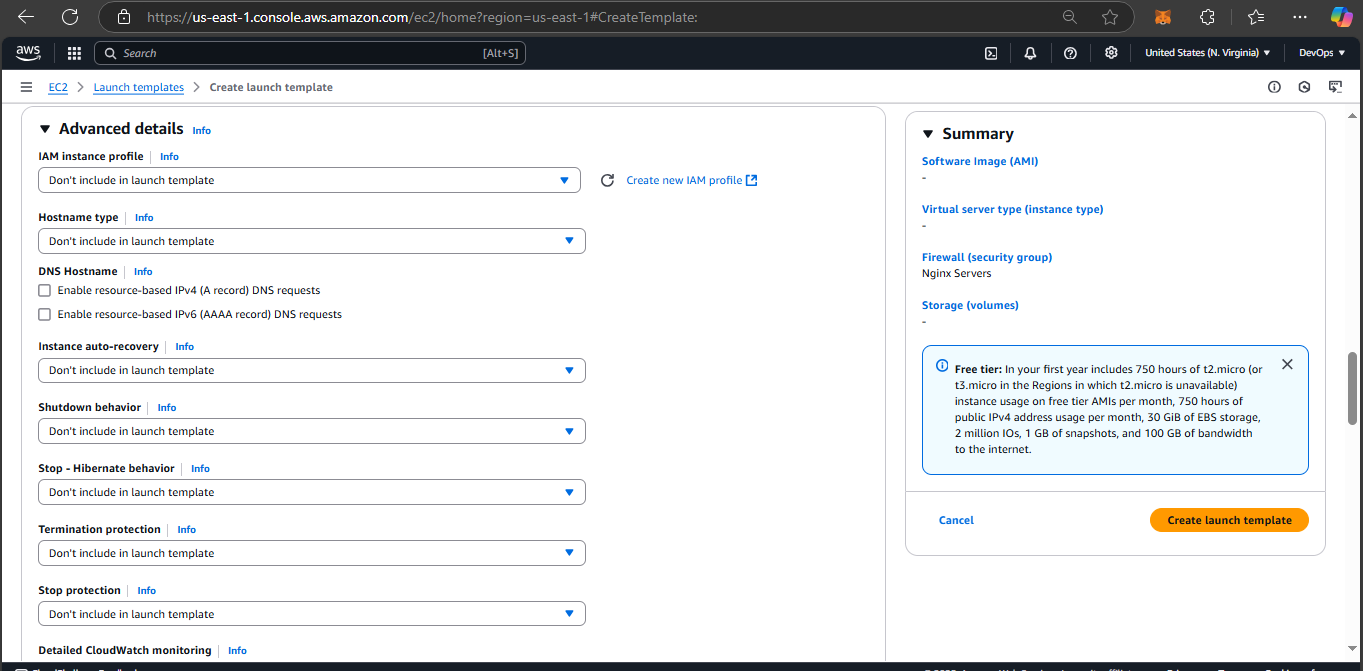 https://us-east-1.console.aws.amazon.com/ec2/home?region=us-east-1#CreateTemplate:
aws
Search
[Alt+S]
United States (N. Virginia)
DevOps
EC2
Launch templates
Create launch template
Advanced details Info
IAM instance profile Info
Don't include in launch template
Create new IAM profile
Hostname type Info
Don't include in launch template
DNS Hostname Info
Enable resource-based IPv4 (A record) DNS requests
Enable resource-based IPv6 (AAAA record) DNS requests
Instance auto-recovery Info
Don't include in launch template
Shutdown behavior Info
Don't include in launch template
Stop - Hibernate behavior Info
Don't include in launch template
Termination protection Info
Don't include in launch template
Stop protection Info
Don't include in launch template
Detailed CloudWatch monitoring Info
Summary
Software Image (AMI)
-
Virtual server type (instance type)
-
Firewall (security group)
Nginx Servers
Storage (volumes)
-
Free tier: In your first year includes 750 hours of t2.micro (or
t3.micro in the Regions in which t2.micro is unavailable)
instance usage on free tier AMIs per month, 750 hours of
public IPv4 address usage per month, 30 GiB of EBS storage,
2 million IOs, 1 GB of snapshots, and 100 GB of bandwidth
to the internet.
Cancel
Create launch template